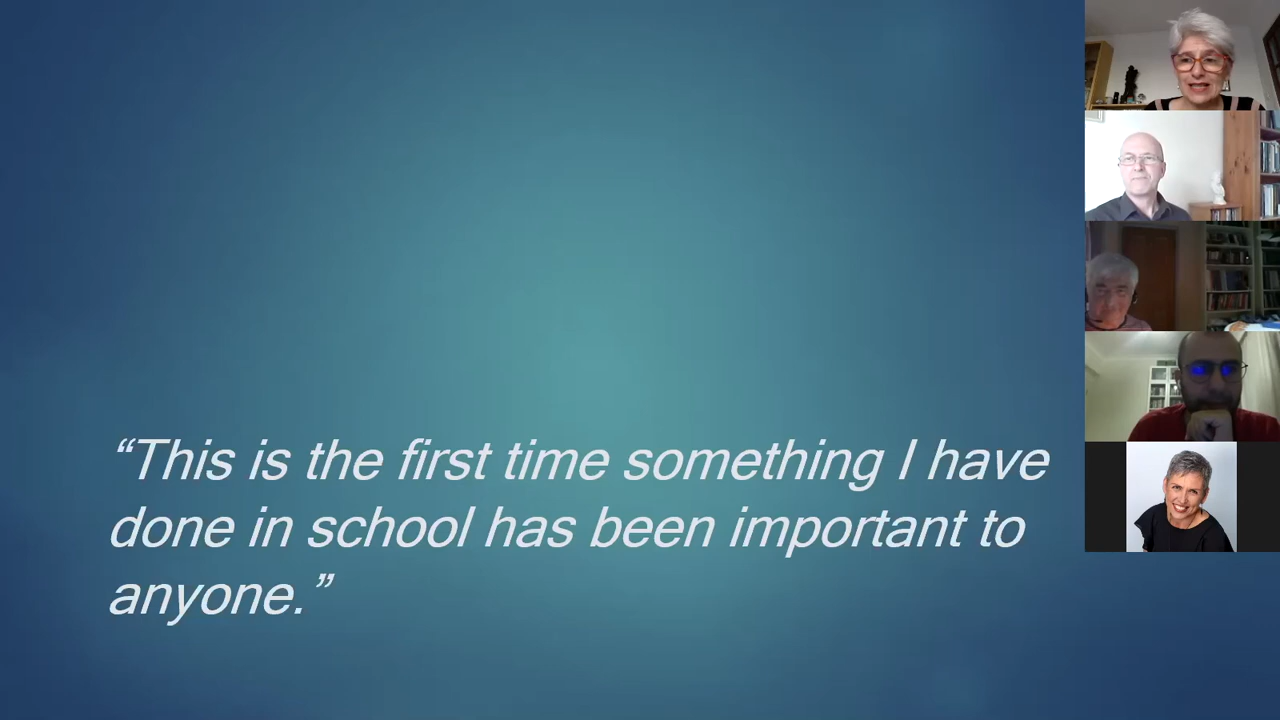 “This is the first time something I have
done in school has been important to
anyone.”